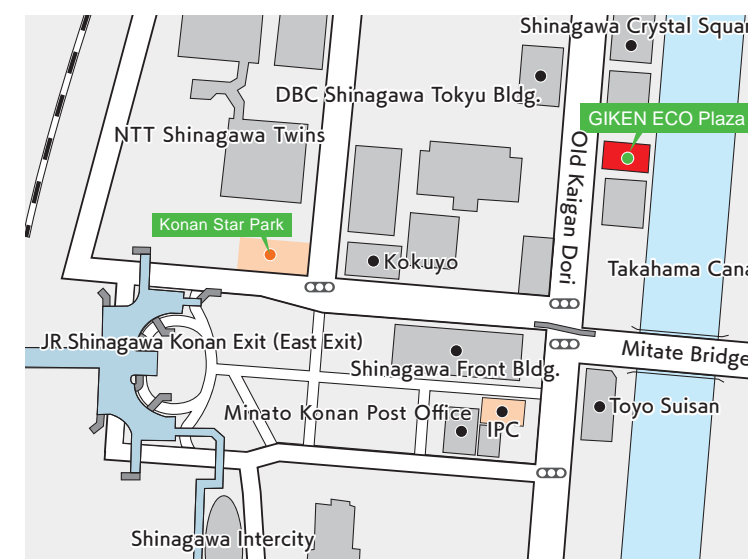 Shinagawa Crystal Squar
DBC Shinagawa Tokyu Bldg.
GIKEN ECO Plaza
NTT Shinagawa Twins
Old Kaigan Dori
Konan Star Park
Kokuyo
Takahama Cana
JR Shinagawa Konan Exit (East Exit)
Mitate Bridge
Shinagawa Front Bldg.
Minato Konan Post Office
IPC
Toyo Suisan
Shinagawa Intercity